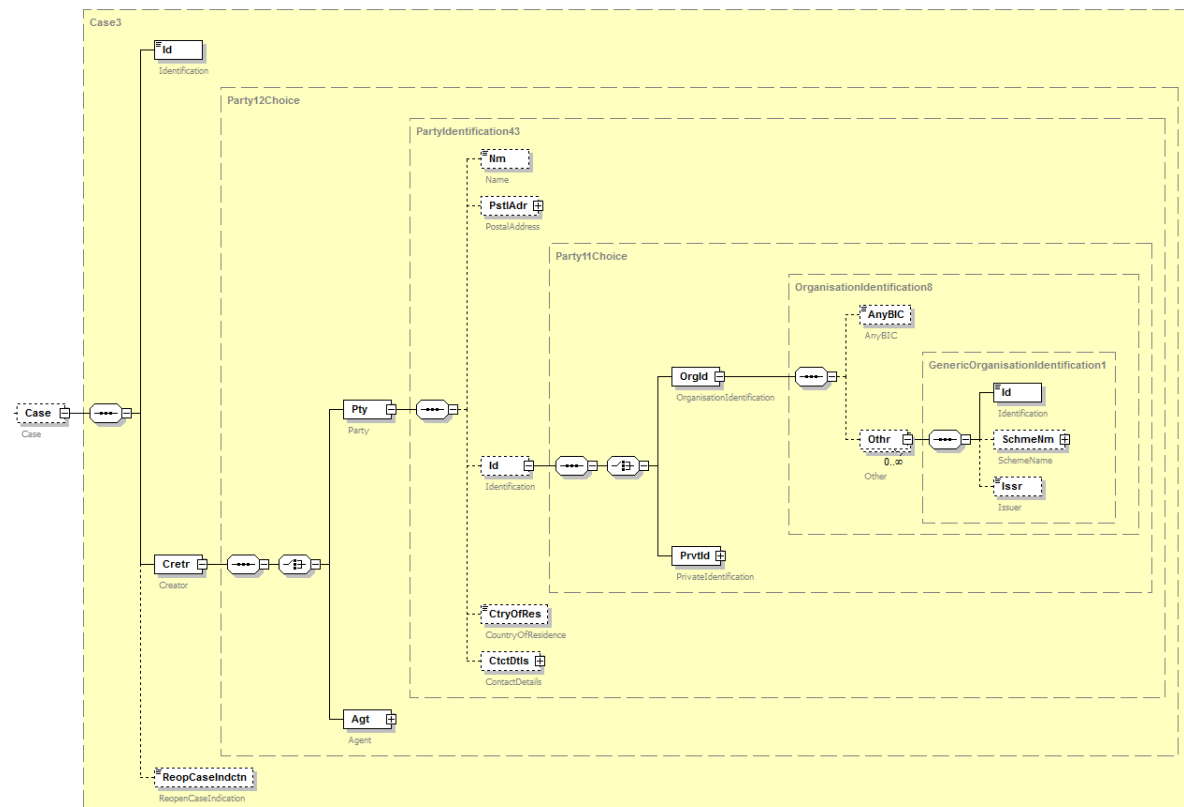 Case3
Id
Identification
Party12Choice
PartyIdentification43
Nm
Name
PstlAdr
PostalAddress
Party11Choice
OrganisationIdentification8
AnyBIC
AnyBIC
GenericOrganisationIdentification1
OrgId
OrganisationIdentification
Id
Identification
Case
Case
Pty
Party
Othr
0..∞
Other
SchmeNm
SchemeName
Id
Identification
Issr
Issuer
Cretr
Creator
PrvtId
PrivateIdentification
CtryOfRes
CountryOfResidence
CtctDtls
ContactDetails
Agt
Agent
ReopCaseIndctn
ReopenCaseIndication